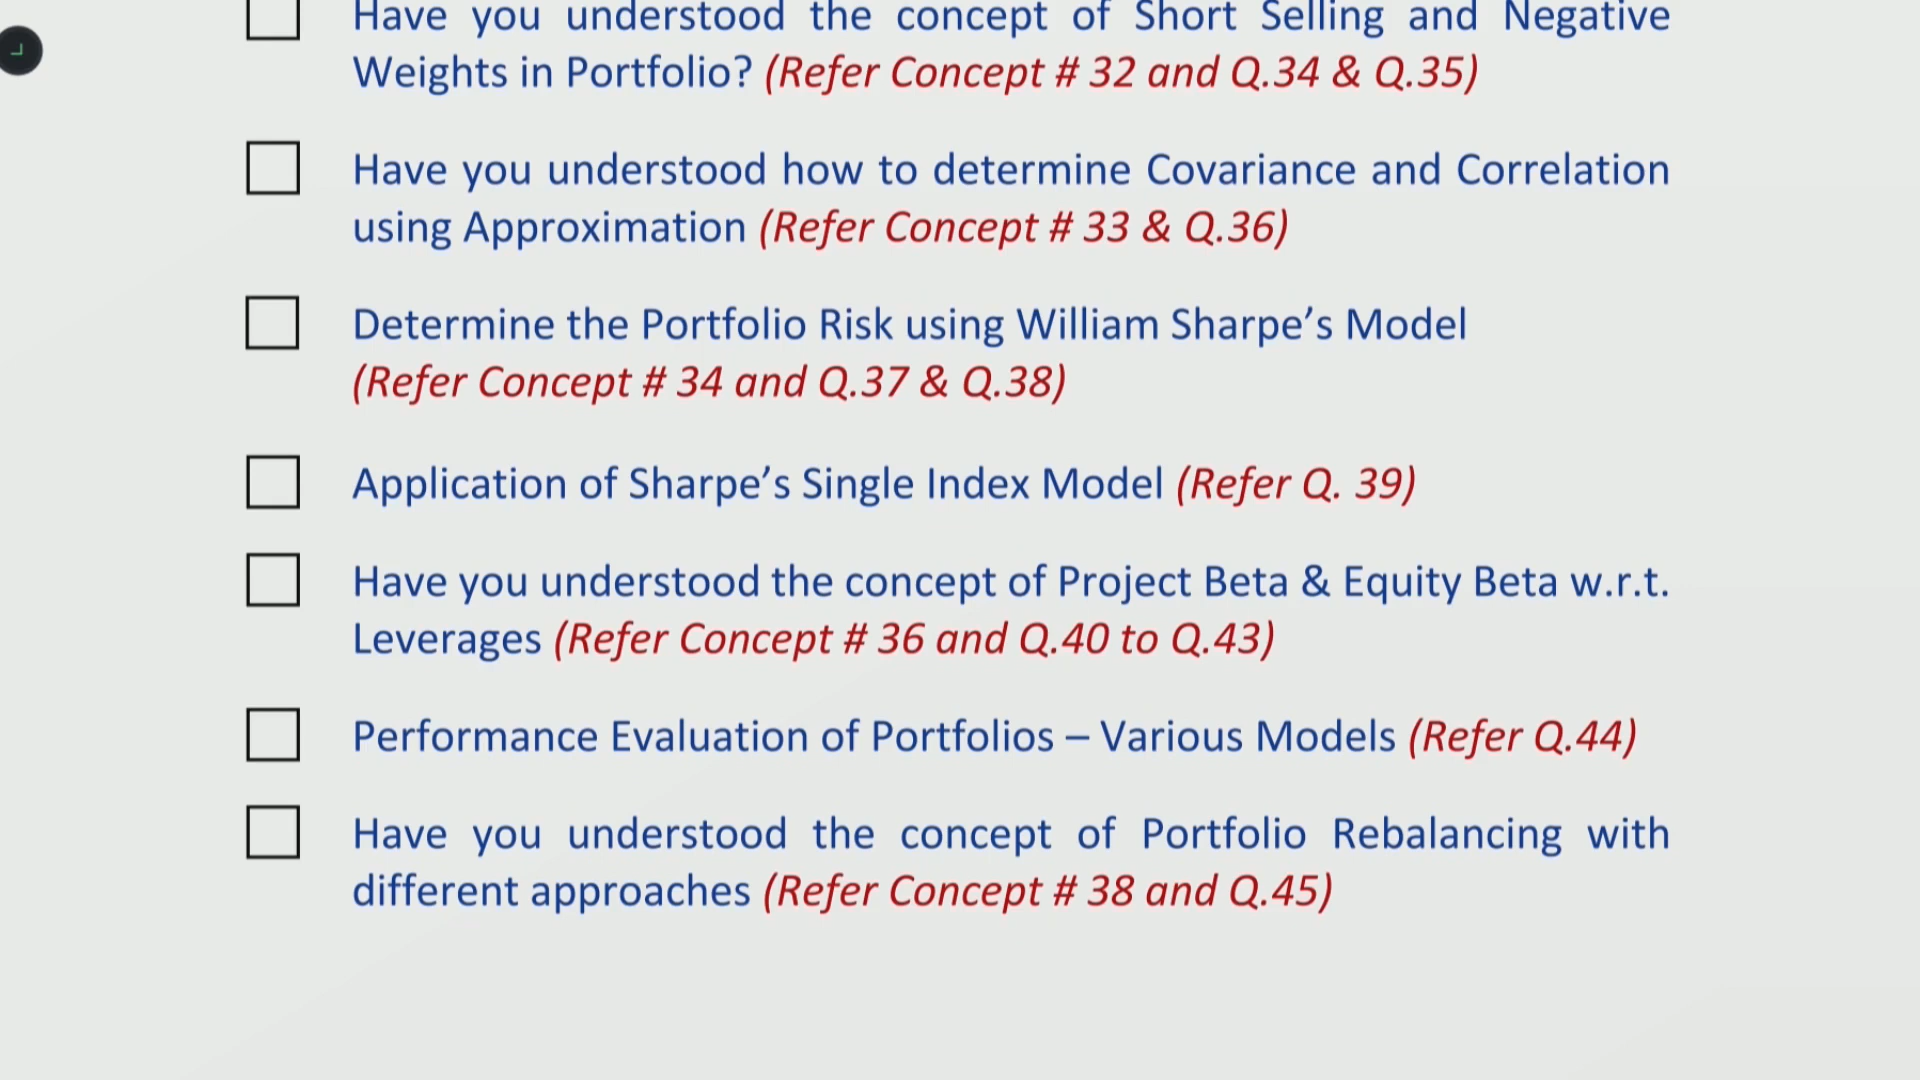 Have you understood the concept of Short Selling and Negative
Weights in Portfolio? (Refer Concept # 32 and Q.34 & Q.35)
Have you understood how to determine Covariance and Correlation
using Approximation (Refer Concept # 33 & Q.36)
Determine the Portfolio Risk using William Sharpe’s Model
(Refer Concept # 34 and Q.37 & Q.38)
Application of Sharpe’s Single Index Model (Refer Q. 39)
Have you understood the concept of Project Beta & Equity Beta w.r.t.
Leverages (Refer Concept # 36 and Q.40 to Q.43)
Performance Evaluation of Portfolios – Various Models (Refer Q.44)
Have you understood the concept of Portfolio Rebalancing with
different approaches (Refer Concept # 38 and Q.45)